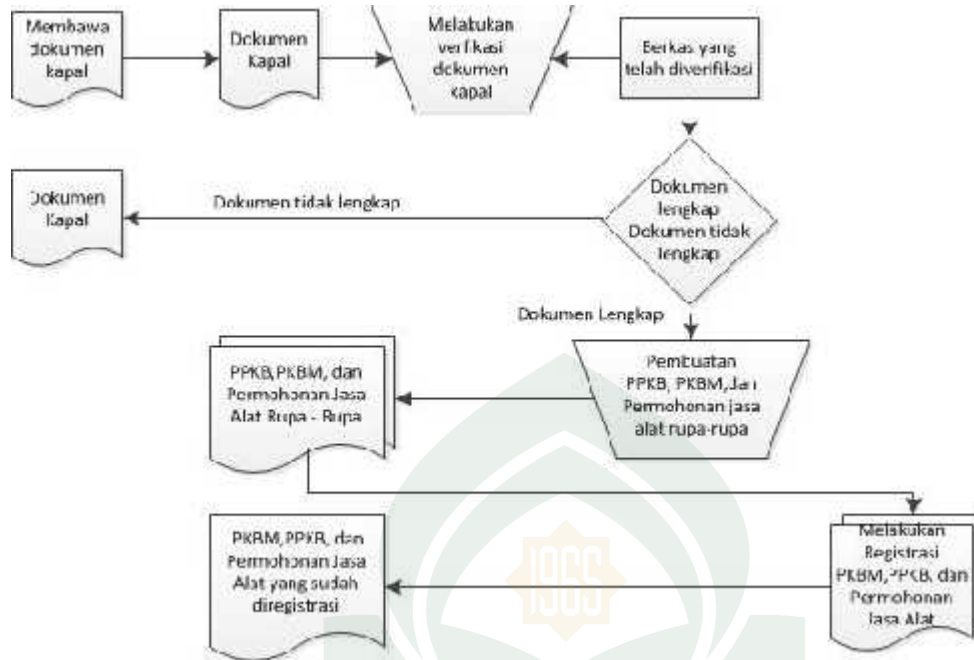 Membawa
dokumen
kapal
Dokumen
Kapal
Melakukan
verfikasi
dokumen
kapal
Berkas yang
telah diverifikasi
Dokumen
Kapal
Dokumen tidak lengkap
Dokumen
lengkap
Dokumen tidak
lengkap
Dokumen Lengkap
PPKB,PKBM, dan
Permohonan Jasa
Alat Rupa - Rupa
Pembuatan
PPKB, PKBM,dan
Permohonan jasa
alat rupa-rupa
PKBM,PPKB, dan
Permohonan Jasa
Alat yang sudah
diregistrasi
Melakukan
Registrasi
PKBM,PPKB, dan
Permohonan
Jasa Alat
1965